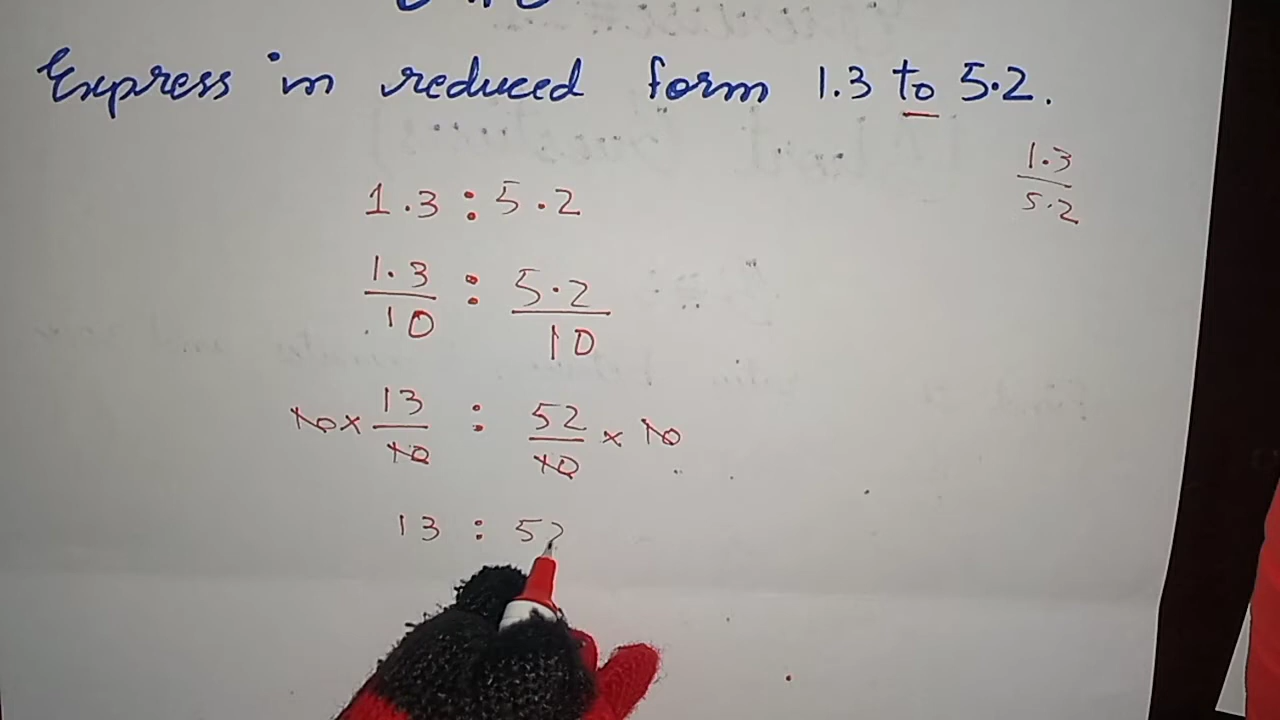 Express in reduced form 1.3 to 5.2.
1.3
5.2
1.3 : 5.2
1.3 : 5.2
10 10
10 × 13 : 52 × 10
10 10
13 : 52